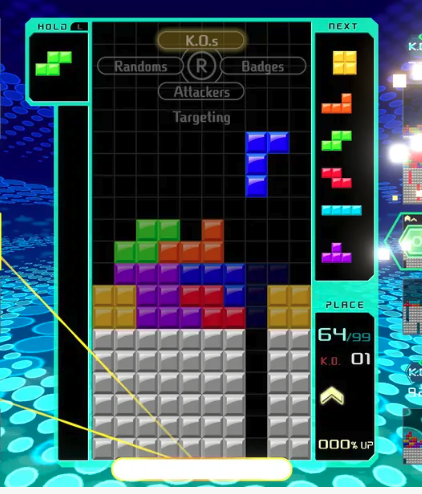 HOLD L
K.O.s
Randoms R Badges
Attackers
Targeting
NEXT
PLACE
64/99
K.O. 01
000% UP